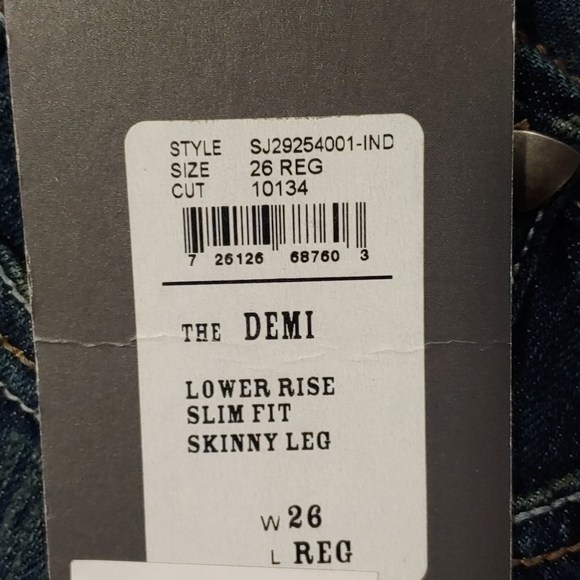 STYLE SJ29254001-IND
SIZE 26 REG
CUT 10134
7 26126 68760 3
THE DEMI
LOWER RISE
SLIM FIT
SKINNY LEG
W 26
L REG